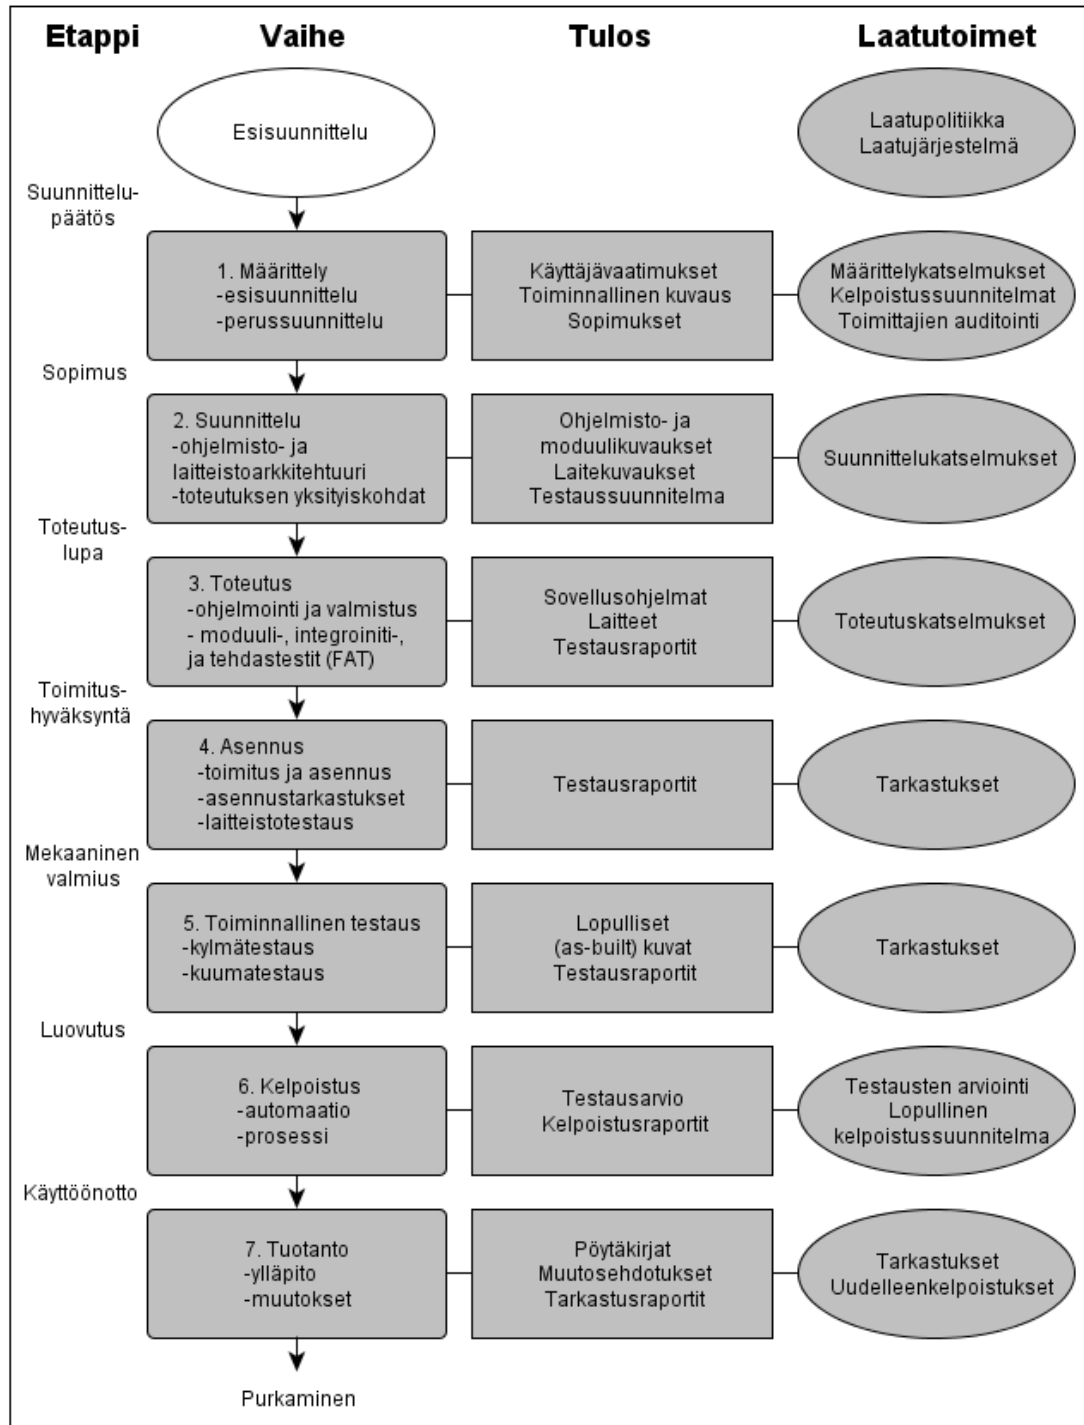 Etappi Vaihe Tulos Laatutoimet
Esisuunnittelu
Laatupolitiikka
Laatujärjestelmä
Suunnittelu-
päätös
1. Määrittely
-esisuunnittelu
-perussuunnittelu
Käyttäjävaatimukset
Toiminnallinen kuvaus
Sopimukset
Määrittelykatselmukset
Kelpoistussuunnitelmat
Toimittajien auditointi
Sopimus
2. Suunnittelu
-ohjelmisto- ja
laitteistoarkkitehtuuri
-toteutuksen yksityiskohdat
Ohjelmisto- ja
moduulikuvaukset
Laitekuvaukset
Testaussuunnitelma
Suunnittelukatselmukset
Toteutus-
lupa
3. Toteutus
-ohjelmointi ja valmistus
- moduuli-, integroiniti-,
ja tehdastestit (FAT)
Sovellusohjelmat
Laitteet
Testausraportit
Toteutuskatselmukset
Toimitus-
hyväksyntä
4. Asennus
-toimitus ja asennus
-asennustarkastukset
-laitteistotestaus
Testausraportit
Tarkastukset
Mekaaninen
valmius
5. Toiminnallinen testaus
-kylmätestaus
-kuumatestaus
Lopulliset
(as-built) kuvat
Testausraportit
Tarkastukset
Luovutus
6. Kelpoistus
-automaatio
-prosessi
Testausarvio
Kelpoistusraportit
Testausten arviointi
Lopullinen
kelpoistussuunnitelma
Käyttöönotto
7. Tuotanto
-ylläpito
-muutokset
Pöytäkirjat
Muutosehdotukset
Tarkastusraportit
Tarkastukset
Uudelleenkelpoistukset
Purkaminen